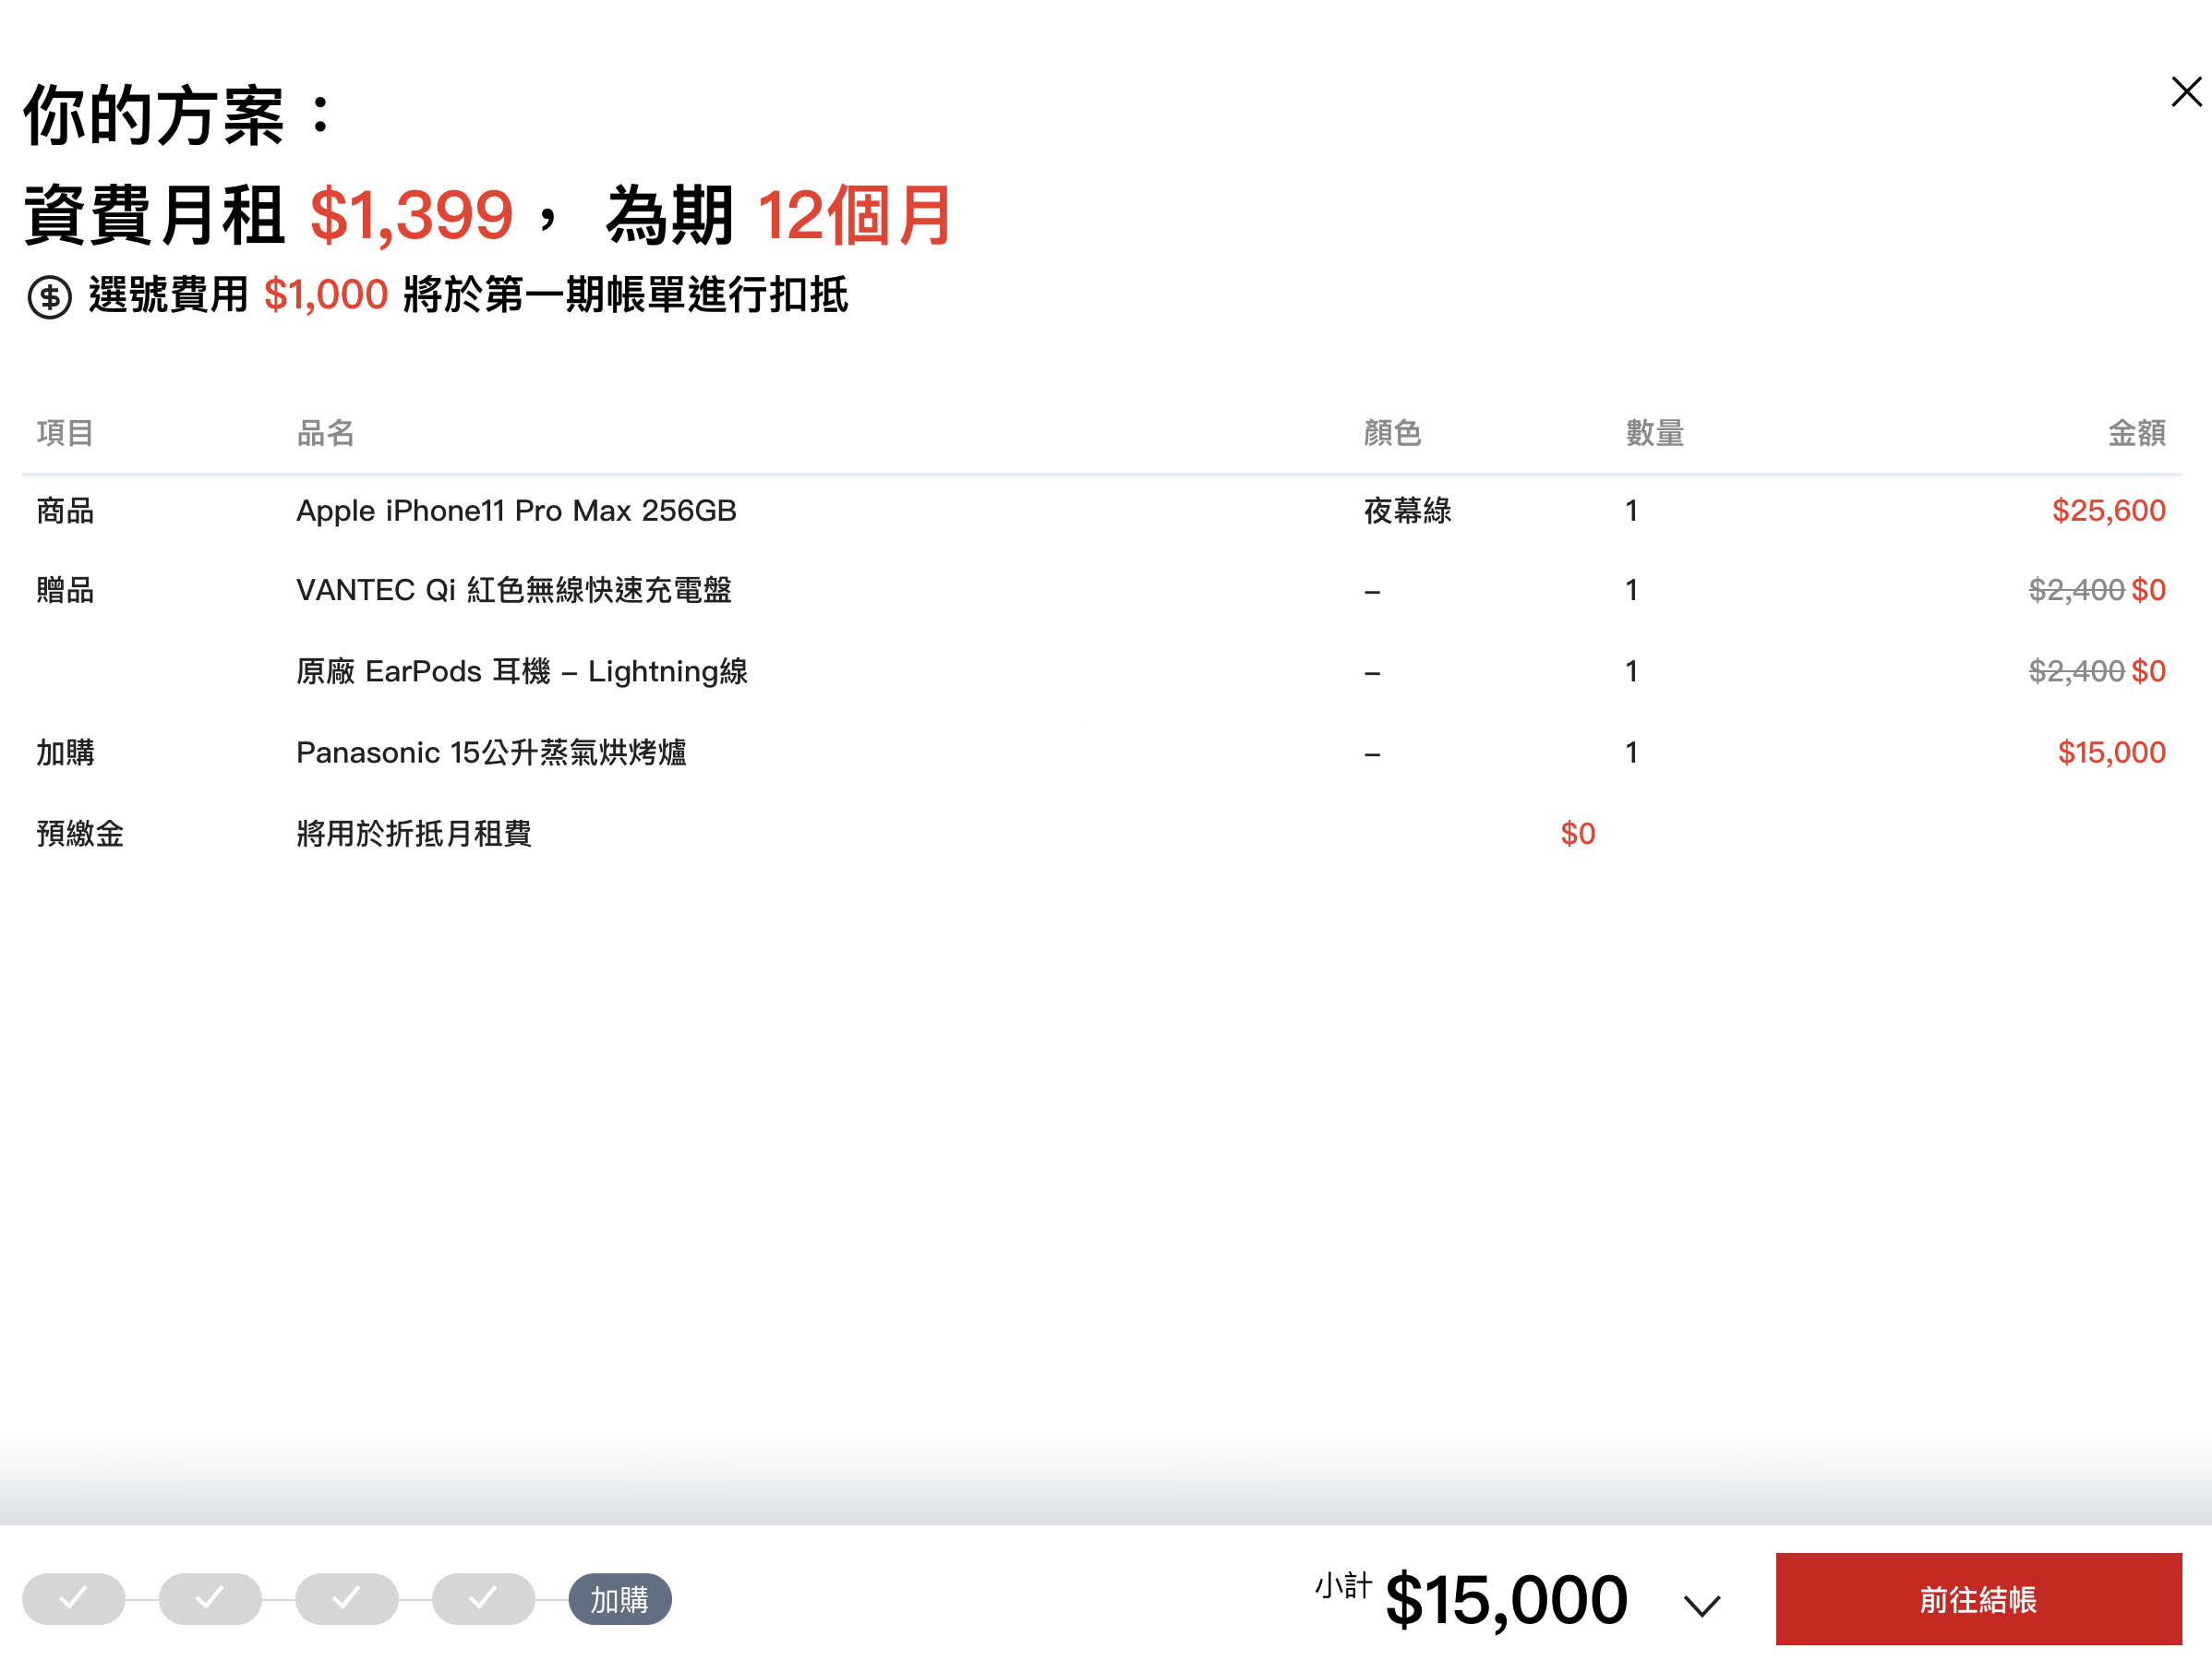 你的方案：
資費月租 $1,399， 為期 12個月
選號費用 $1,000 將於第一期帳單進行扣抵
項目 品名 顏色 數量 金額
商品 Apple iPhone11 Pro Max 256GB 夜幕綠 1 $25,600
贈品 VANTEC Qi 紅色無線快速充電盤 – 1 $2,400 $0
原廠 EarPods 耳機 – Lightning線 – 1 $2,400 $0
加購 Panasonic 15公升蒸氣烘烤爐 – 1 $15,000
預繳金 將用於折抵月租費 $0
加購 小計 $15,000 前往結帳